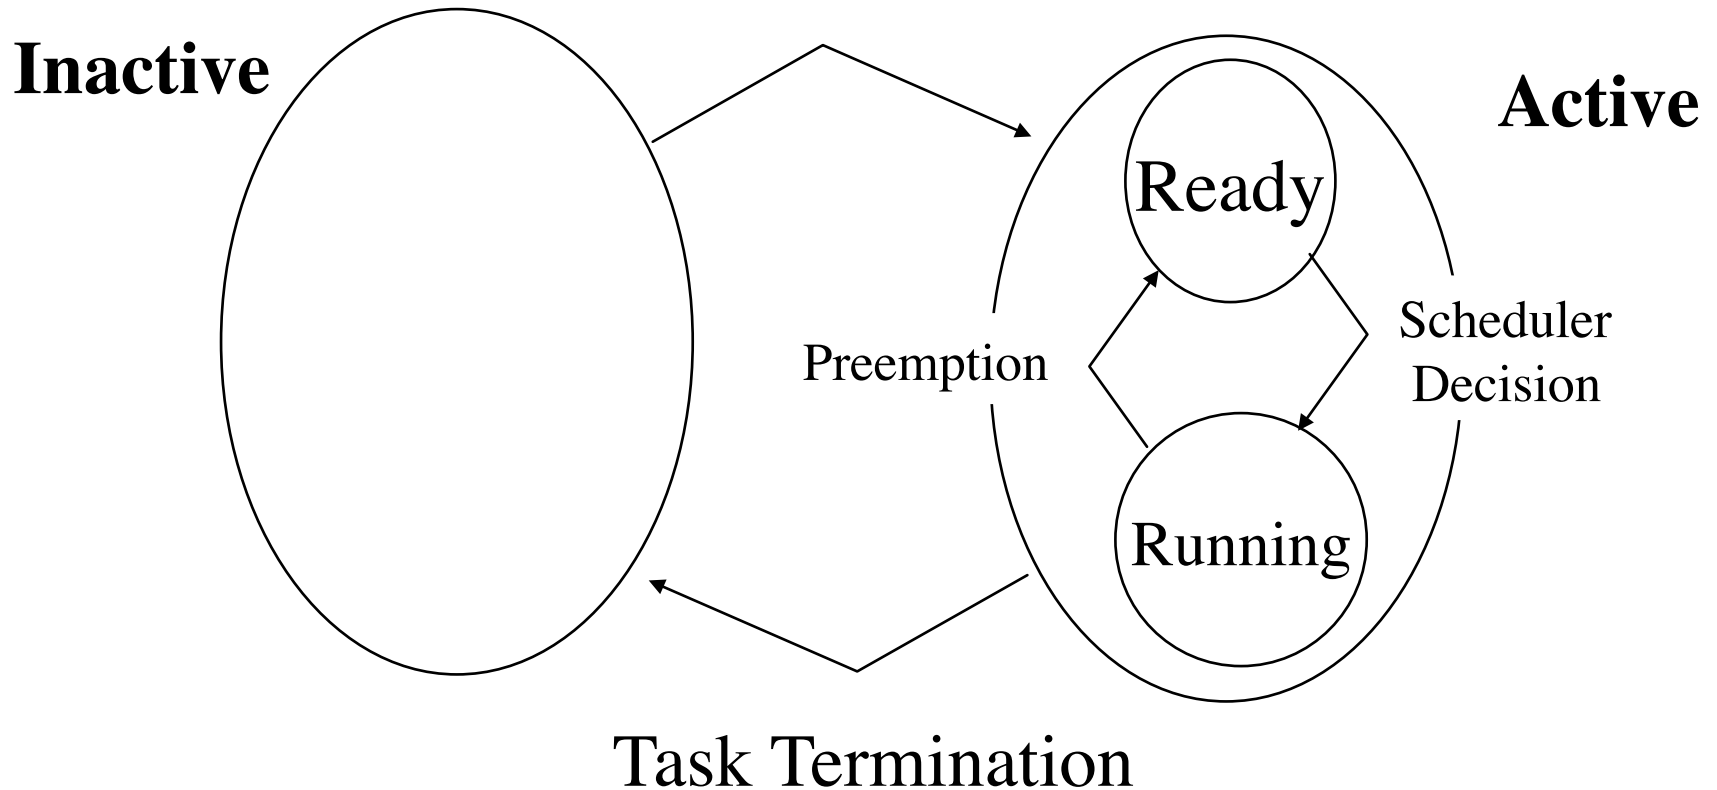 Inactive
Active
Ready
Preemption
Scheduler
Decision
Running
Task Termination